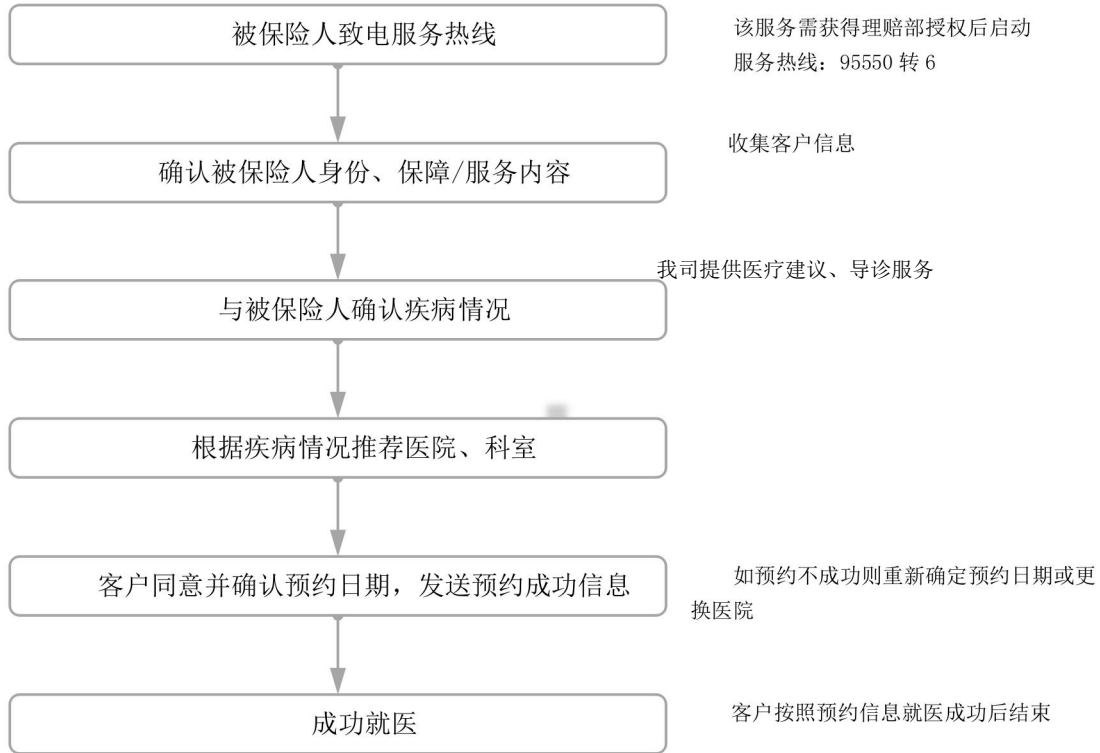 被保险人致电服务热线
该服务需获得理赔部授权后启动
服务热线：95550 转 6
收集客户信息
确认被保险人身份、保障/服务内容
我司提供医疗建议、导诊服务
与被保险人确认疾病情况
根据疾病情况推荐医院、科室
客户同意并确认预约日期，发送预约成功信息
如预约不成功则重新确定预约日期或更
换医院
成功就医
客户按照预约信息就医成功后结束